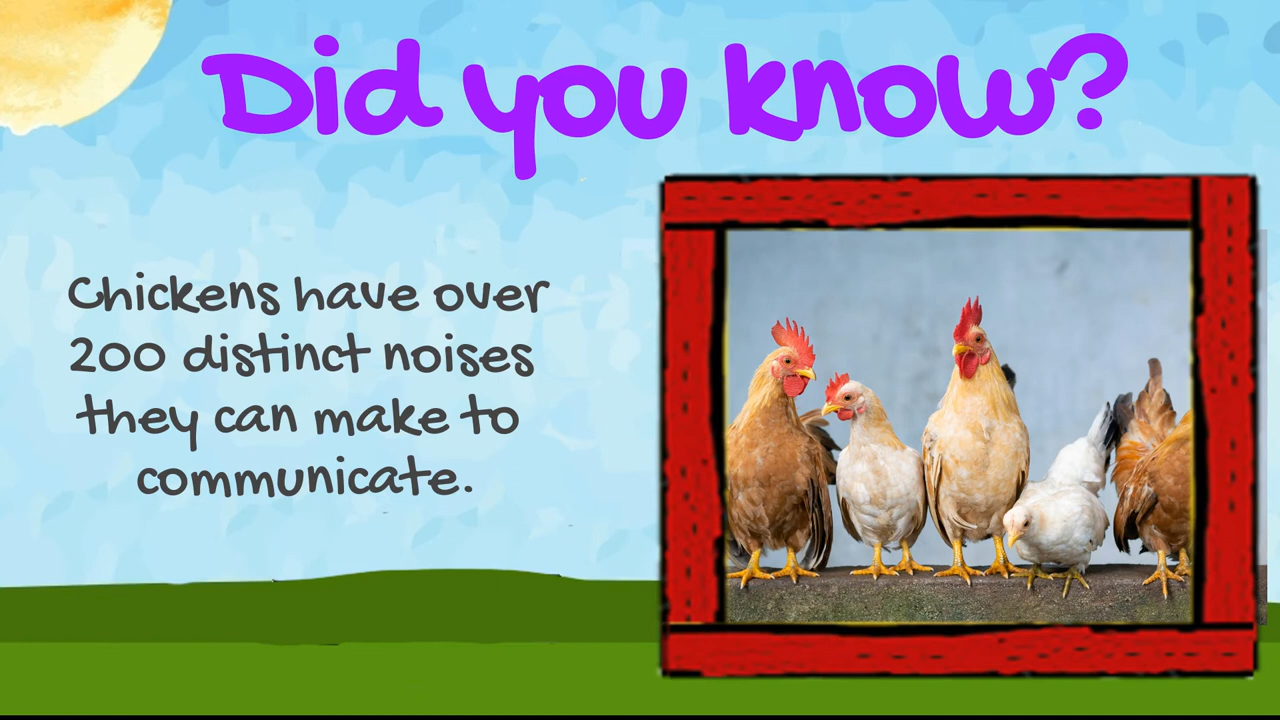 Did you know?
Chickens have over
200 distinct noises
they can make to
communicate.